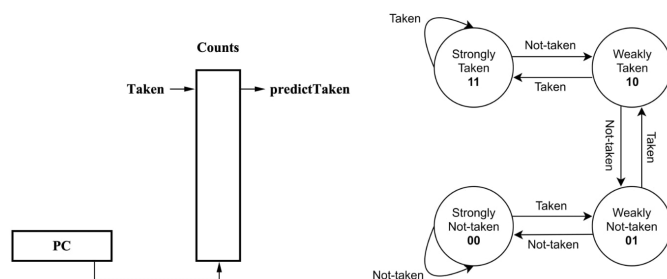 Counts
Taken
predictTaken
PC
Taken
Strongly
Taken
11
Not-taken
Taken
Weakly
Taken
10
Not-taken
Taken
Strongly
Not-taken
00
Taken
Not-taken
Weakly
Not-taken
01
Not-taken